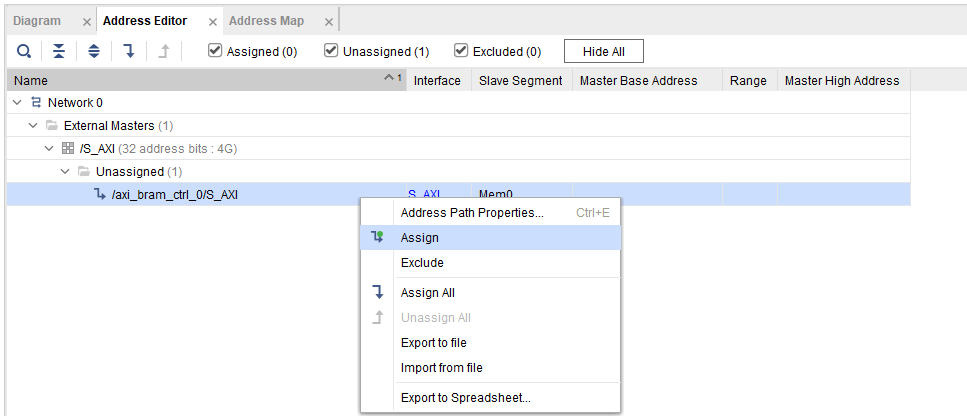 Diagram × Address Editor × Address Map ×
Assigned (0) Unassigned (1) Excluded (0) Hide All
Name 1 Interface Slave Segment Master Base Address Range Master High Address
Network 0
External Masters (1)
/S_AXI (32 address bits : 4G)
Unassigned (1)
/axi_bram_ctrl_0/S_AXI S_AXI Mem0
Address Path Properties... Ctrl+E
Assign
Exclude
Assign All
Unassign All
Export to file
Import from file
Export to Spreadsheet...